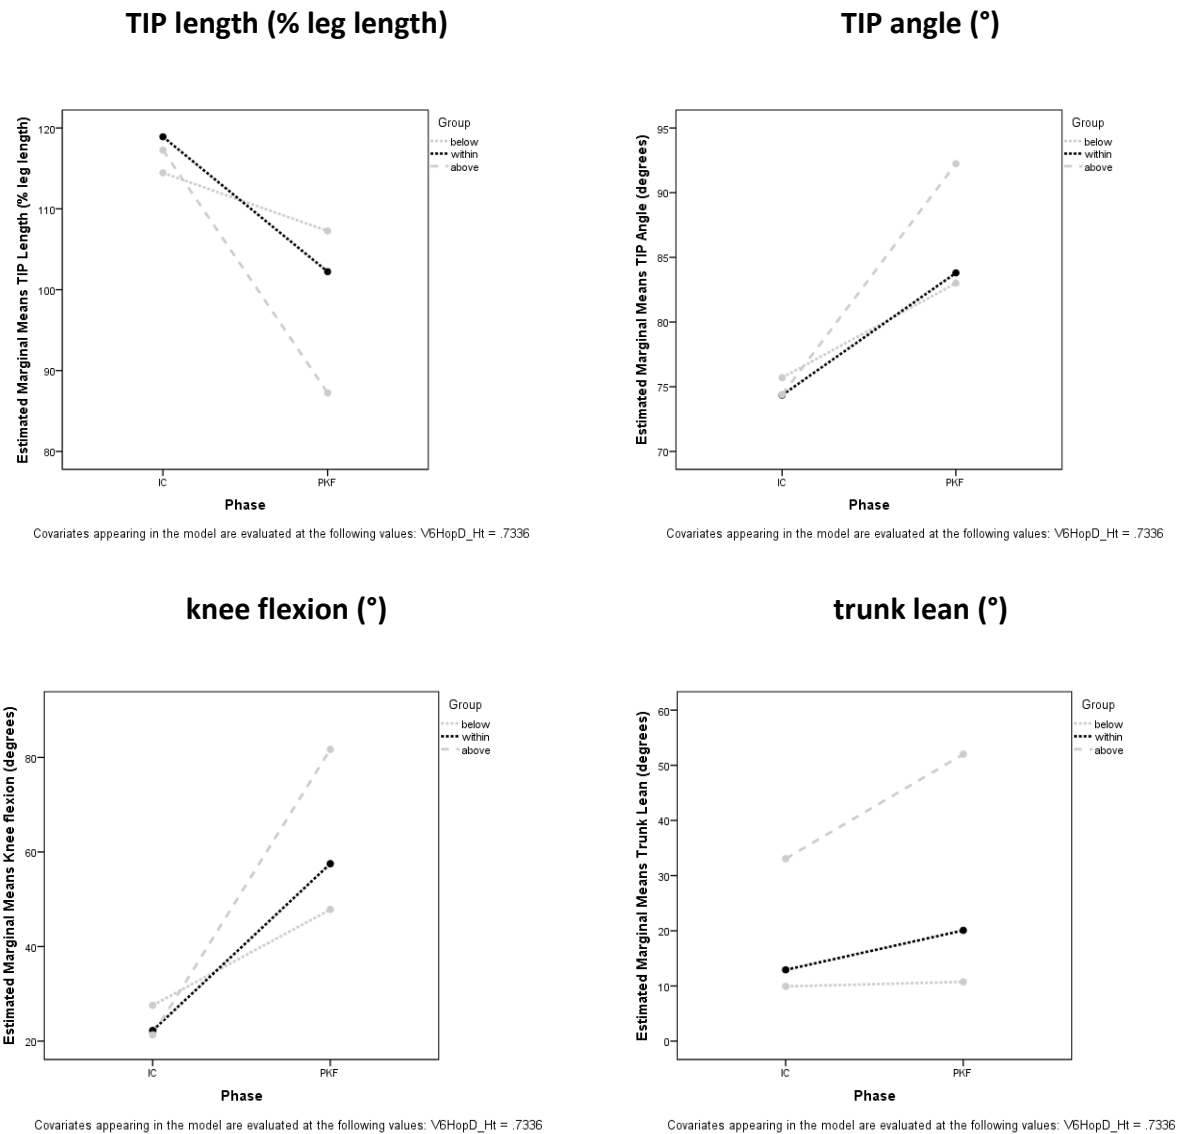 TIP length (% leg length)
Estimated Marginal Means TIP Length (% leg length)
120
110
100
90
80
IC
PKF
Phase
Group
below
within
above
Covariates appearing in the model are evaluated at the following values: V6HopD_Ht = .7336
TIP angle (°)
Estimated Marginal Means TIP Angle (degrees)
95
90
85
80
75
70
IC
PKF
Phase
Group
below
within
above
Covariates appearing in the model are evaluated at the following values: V6HopD_Ht = .7336
knee flexion (°)
Estimated Marginal Means Knee flexion (degrees)
80
60
40
20
IC
PKF
Phase
Group
below
within
above
Covariates appearing in the model are evaluated at the following values: V6HopD_Ht = .7336
trunk lean (°)
Estimated Marginal Means Trunk Lean (degrees)
60
50
40
30
20
10
0
IC
PKF
Phase
Group
below
within
above
Covariates appearing in the model are evaluated at the following values: V6HopD_Ht = .7336